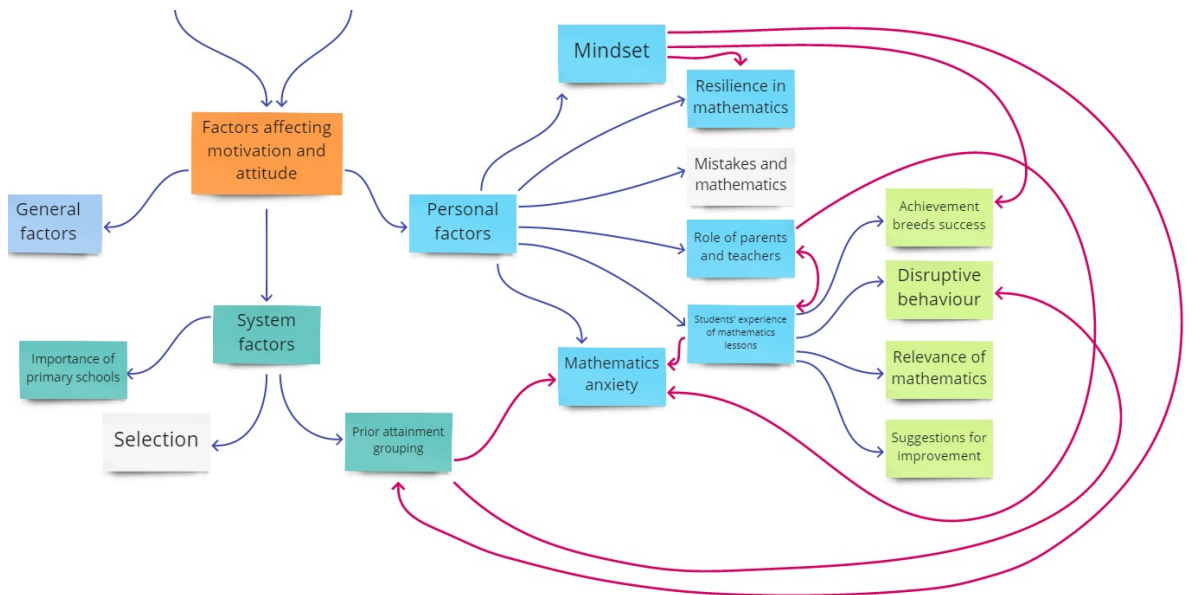 Mindset
Resilience in
mathematics
Factors affecting
motivation and
attitude
Mistakes and
mathematics
General
factors
Personal
factors
Role of parents
and teachers
Achievement
breeds success
Disruptive
behaviour
System
factors
Students' experience
of mathematics
lessons
Importance of
primary schools
Mathematics
anxiety
Relevance of
mathematics
Selection
Prior attainment
grouping
Suggestions for
improvement